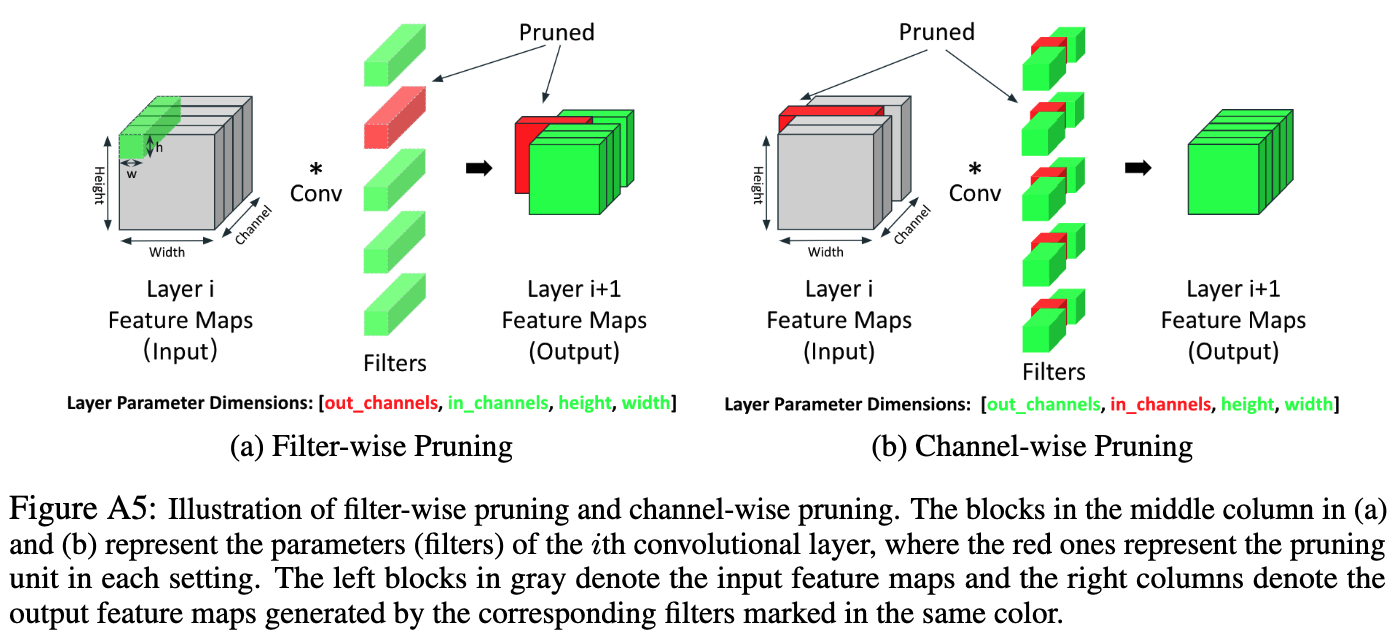 Pruned
h
w
Height
Width
Channel
*
Conv
Layer i
Feature Maps
(Input)
Filters
Layer i+1
Feature Maps
(Output)
Layer Parameter Dimensions: [out_channels, in_channels, height, width]
(a) Filter-wise Pruning
Pruned
Height
Width
Channel
*
Conv
Layer i
Feature Maps
(Input)
Filters
Layer i+1
Feature Maps
(Output)
Layer Parameter Dimensions: [out_channels, in_channels, height, width]
(b) Channel-wise Pruning
Figure A5: Illustration of filter-wise pruning and channel-wise pruning. The blocks in the middle column in (a)
and (b) represent the parameters (filters) of the ith convolutional layer, where the red ones represent the pruning
unit in each setting. The left blocks in gray denote the input feature maps and the right columns denote the
output feature maps generated by the corresponding filters marked in the same color.